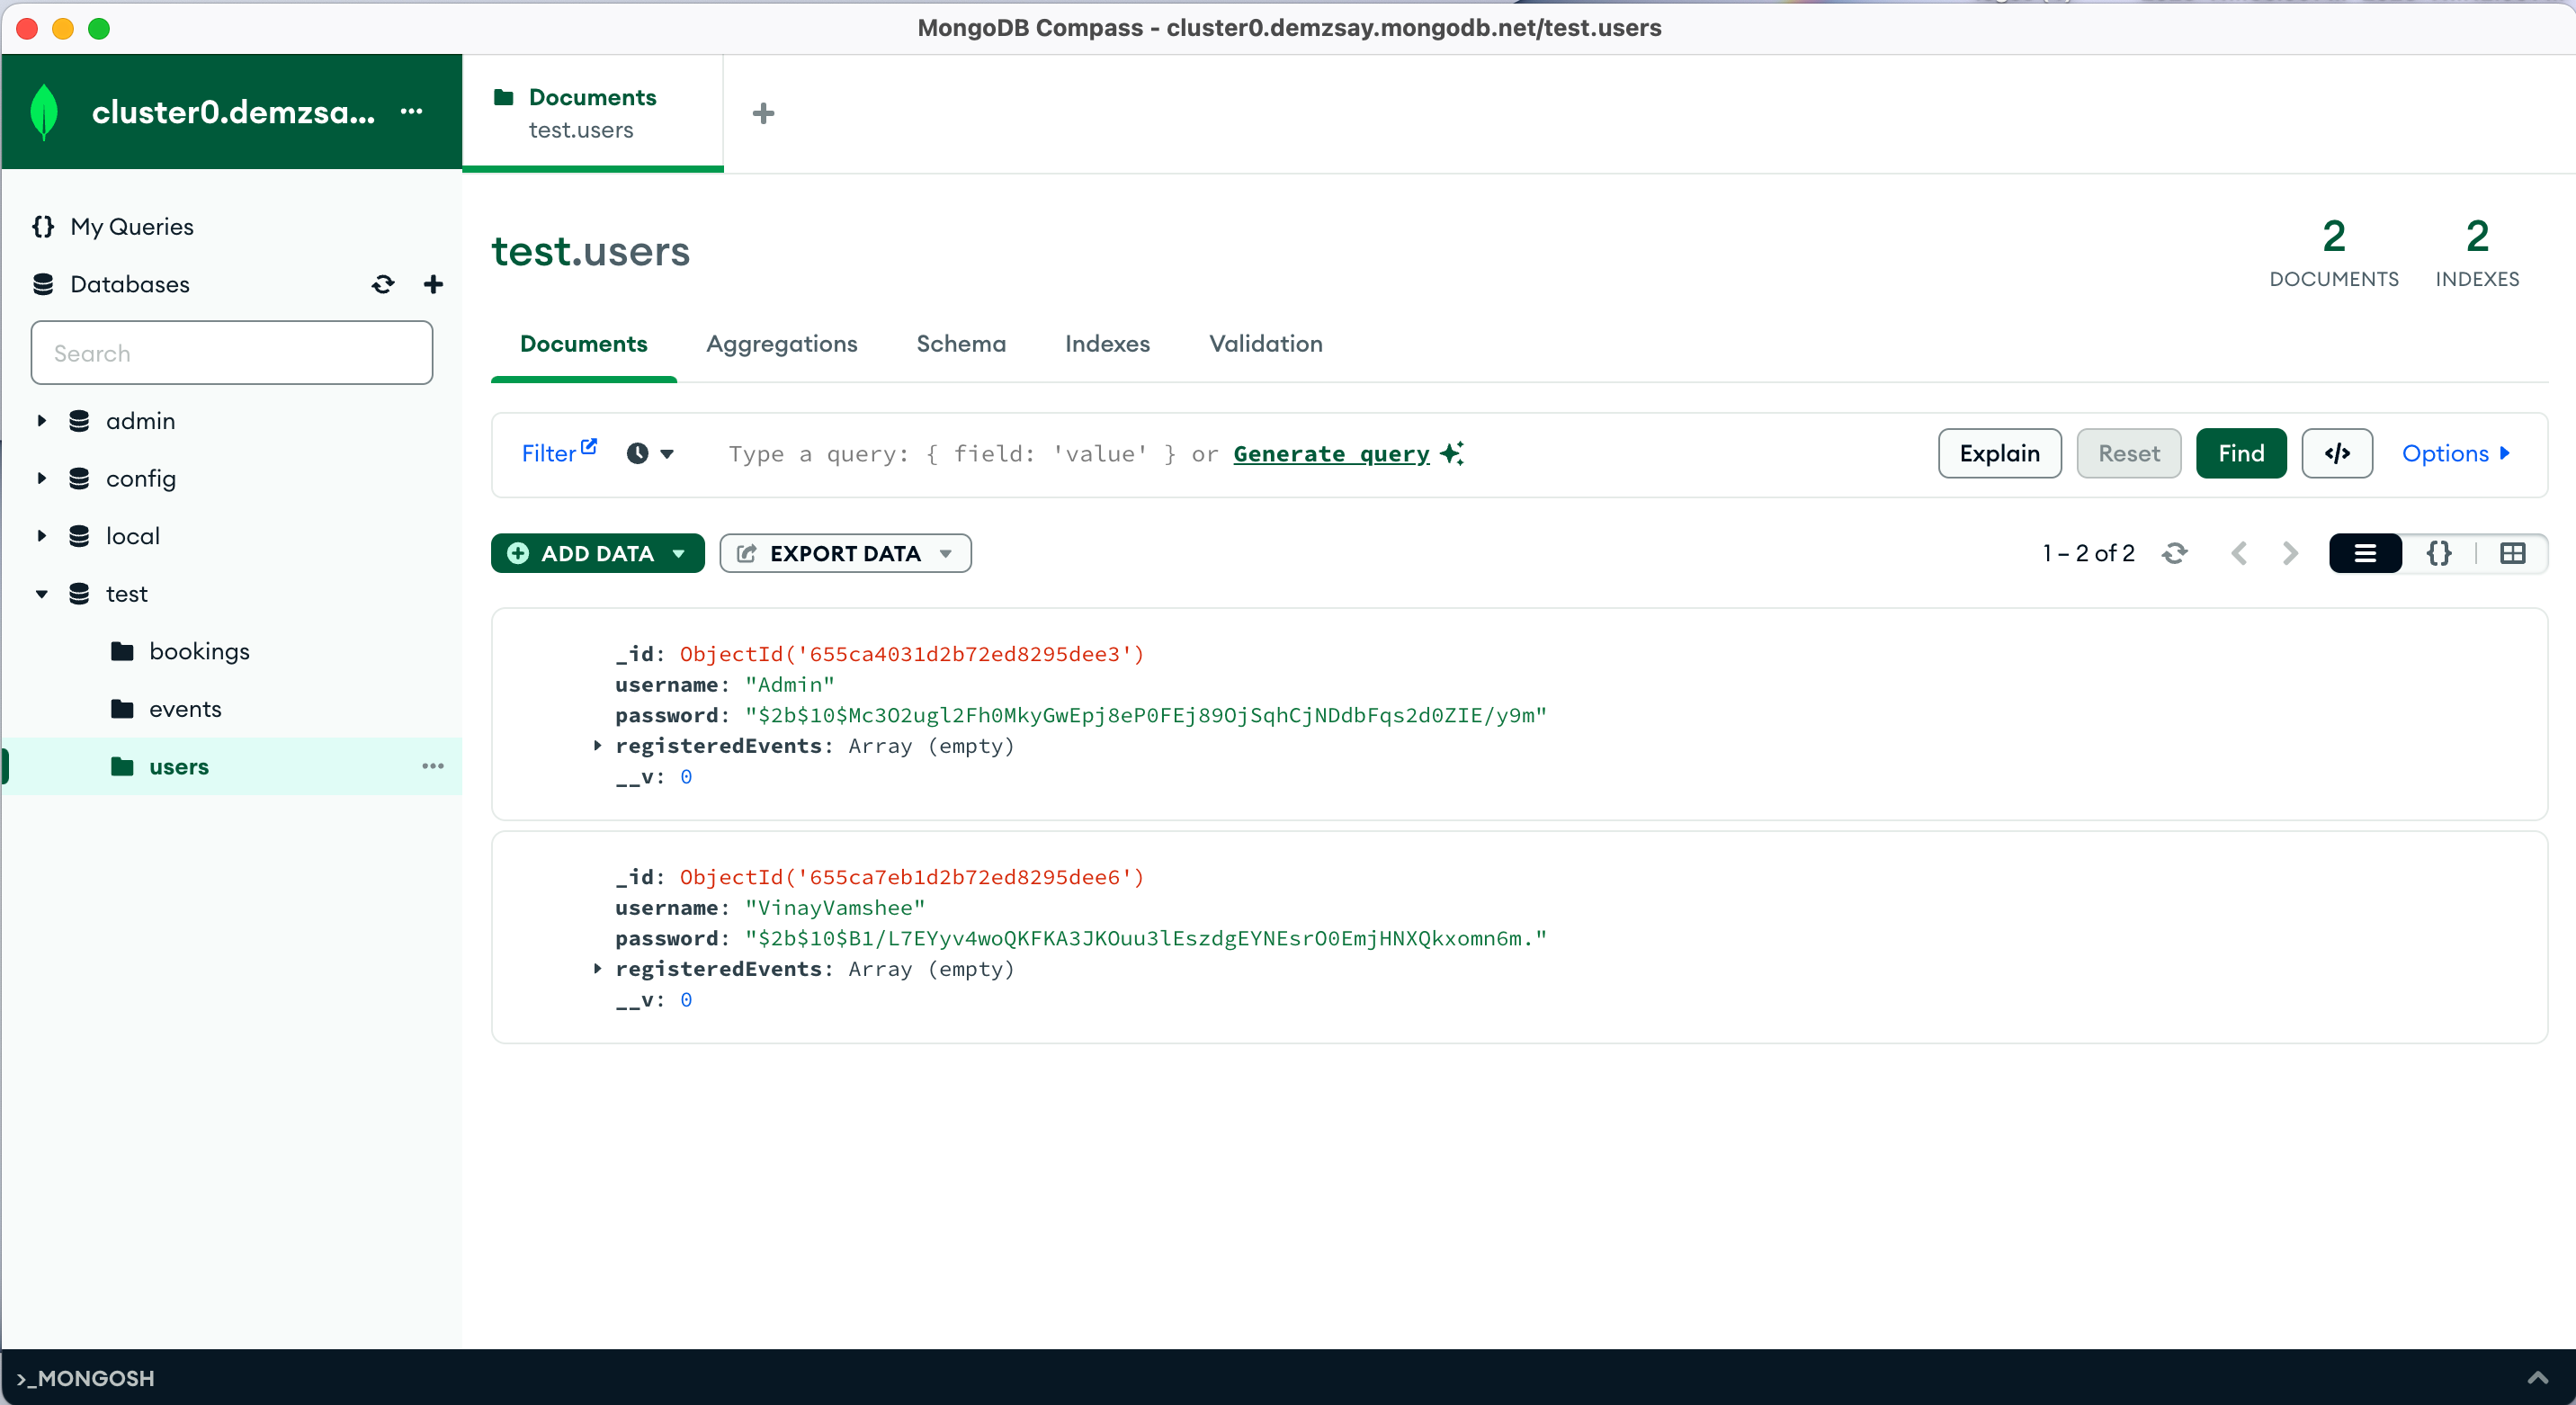 MongoDB Compass - cluster0.demzsay.mongodb.net/test.users
cluster0.demzsa...
Documents
test.users
My Queries
Databases
Search
admin
config
local
test
bookings
events
users
test.users
2
DOCUMENTS
2
INDEXES
Documents
Aggregations
Schema
Indexes
Validation
Filter
Type a query: { field: 'value' } or Generate query
Explain
Reset
Find
</>
Options
ADD DATA
EXPORT DATA
1 – 2 of 2
{}
_id: ObjectId('655ca4031d2b72ed8295dee3')
username: "Admin"
password: "$2b$10$Mc3O2ugl2Fh0MkyGwEpj8eP0FEj89OjSqhCjNDdbFqs2d0ZIE/y9m"
registeredEvents: Array (empty)
__v: 0
_id: ObjectId('655ca7eb1d2b72ed8295dee6')
username: "VinayVamshee"
password: "$2b$10$B1/L7EYyv4woQKFKA3JKOuu3lEszdgEYNEsrO0EmjHNXQkxomn6m."
registeredEvents: Array (empty)
__v: 0
>_MONGOSH